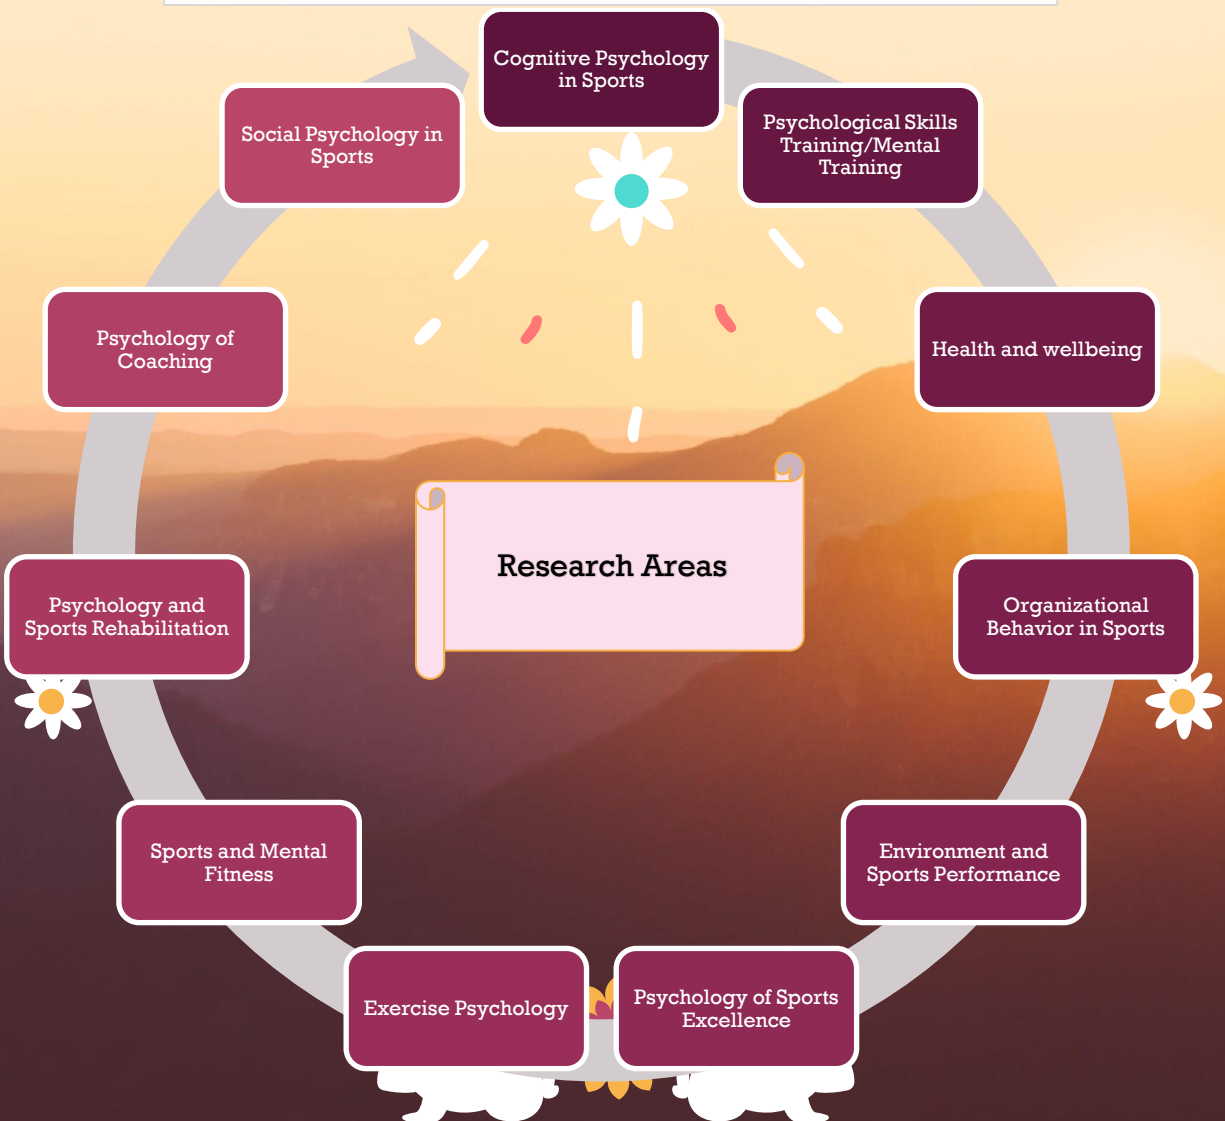 Cognitive Psychology
in Sports
Psychological Skills
Training/Mental
Training
Health and wellbeing
Organizational
Behavior in Sports
Environment and
Sports Performance
Psychology of Sports
Excellence
Exercise Psychology
Sports and Mental
Fitness
Psychology and
Sports Rehabilitation
Psychology of
Coaching
Social Psychology in
Sports
Research Areas